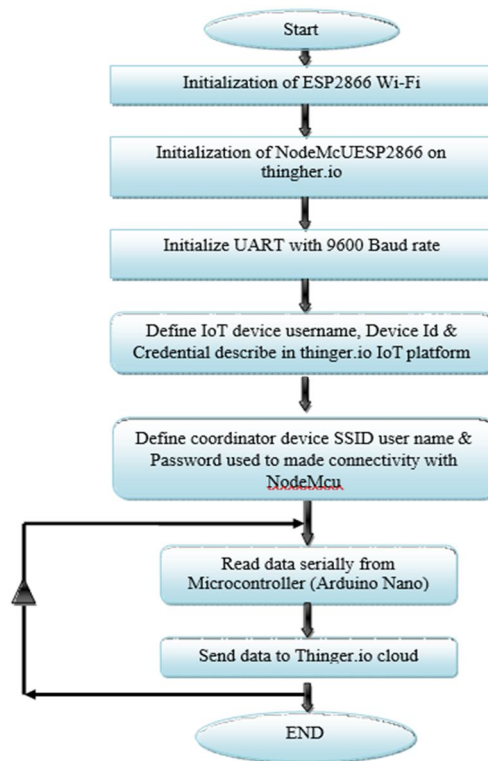 Start
Initialization of ESP2866 Wi-Fi
Initialization of NodeMcUESP2866 on
thingher.io
Initialize UART with 9600 Baud rate
Define IoT device username, Device Id &
Credential describe in thinger.io IoT platform
Define coordinator device SSID user name &
Password used to made connectivity with
NodeMcu
Read data serially from
Microcontroller (Arduino Nano)
Send data to Thinger.io cloud
END